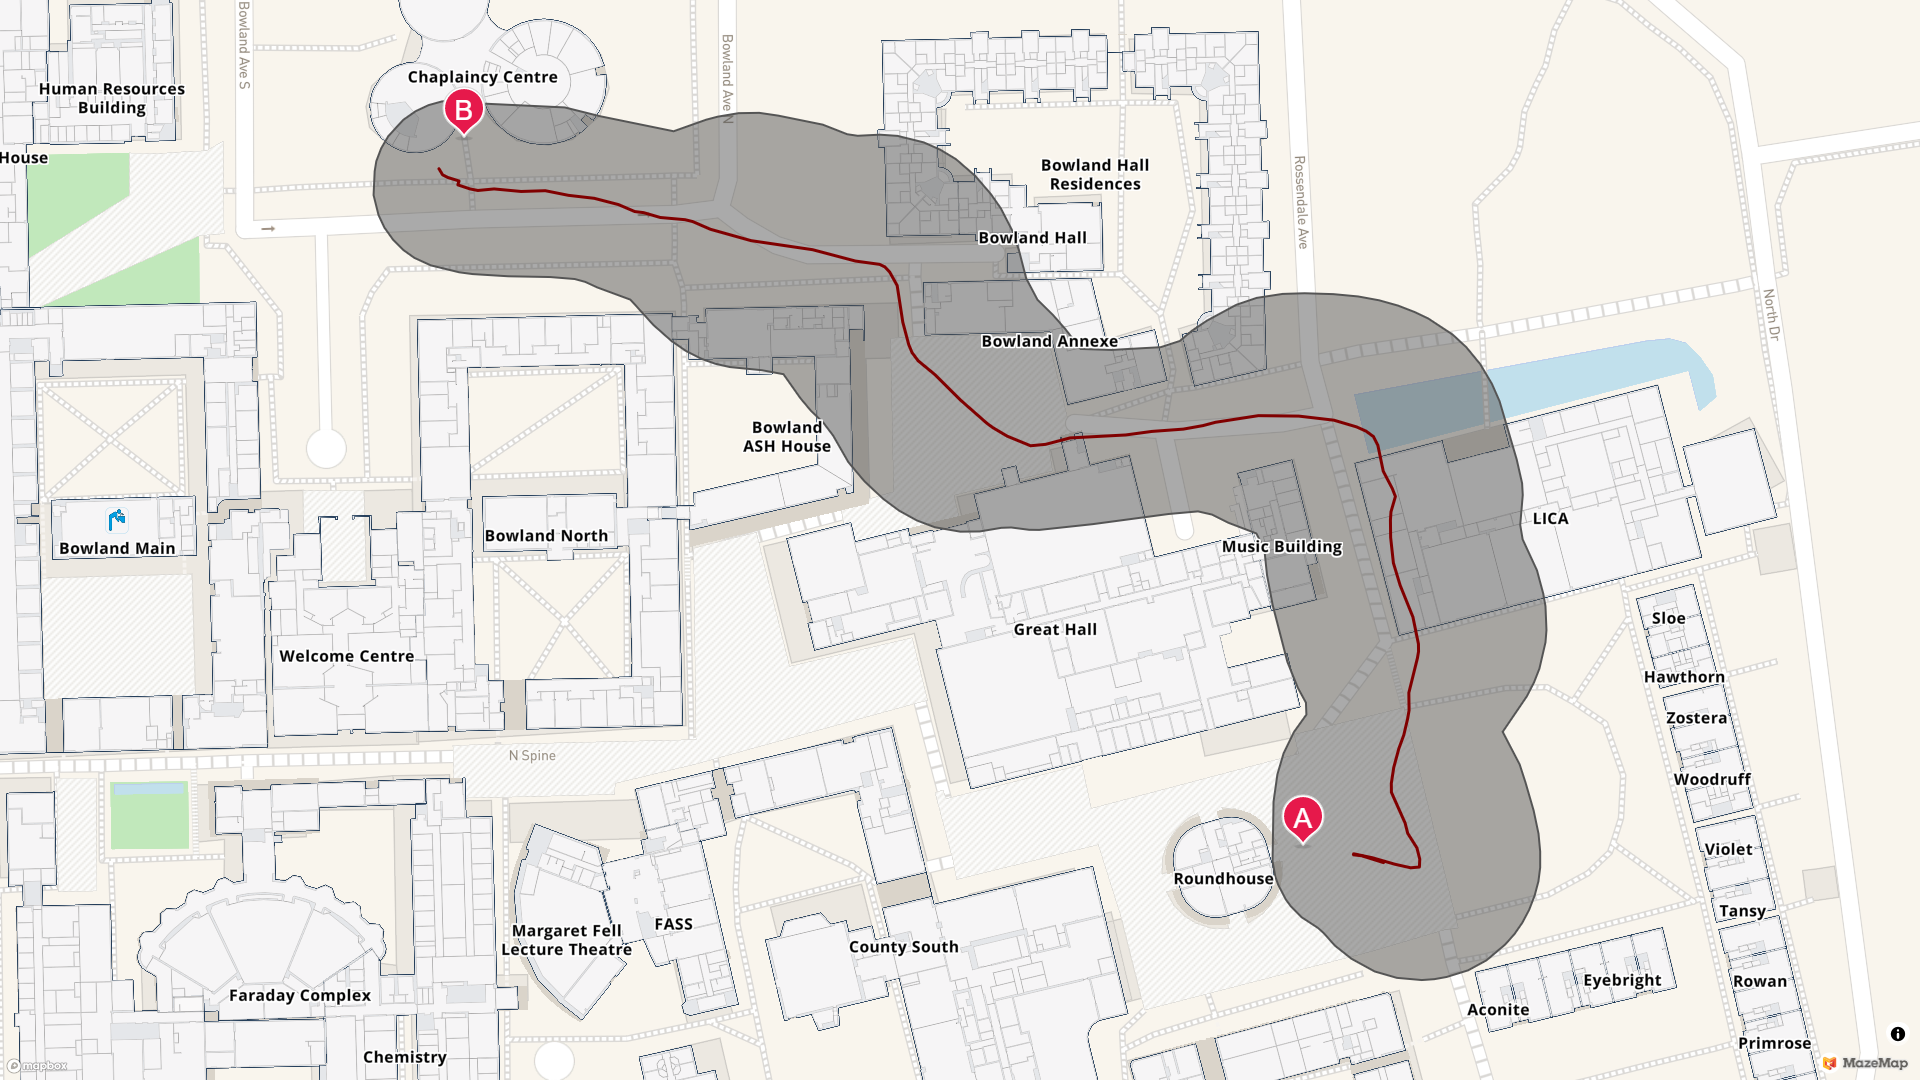 Bowland Ave S
Bowland Ave N
Chaplaincy Centre
Human Resources
Building
B
House
Bowland Hall
Residences
Rossendale Ave
Bowland Hall
North Dr
Bowland Annexe
Bowland
ASH House
LICA
Bowland North
Bowland Main
Music Building
Sloe
Great Hall
Welcome Centre
Hawthorn
Zostera
N Spine
Woodruff
A
Violet
Roundhouse
Tansy
FASS
Margaret Fell
Lecture Theatre
County South
Eyebright
Rowan
Faraday Complex
Aconite
Primrose
Chemistry
mapbox
MazeMap